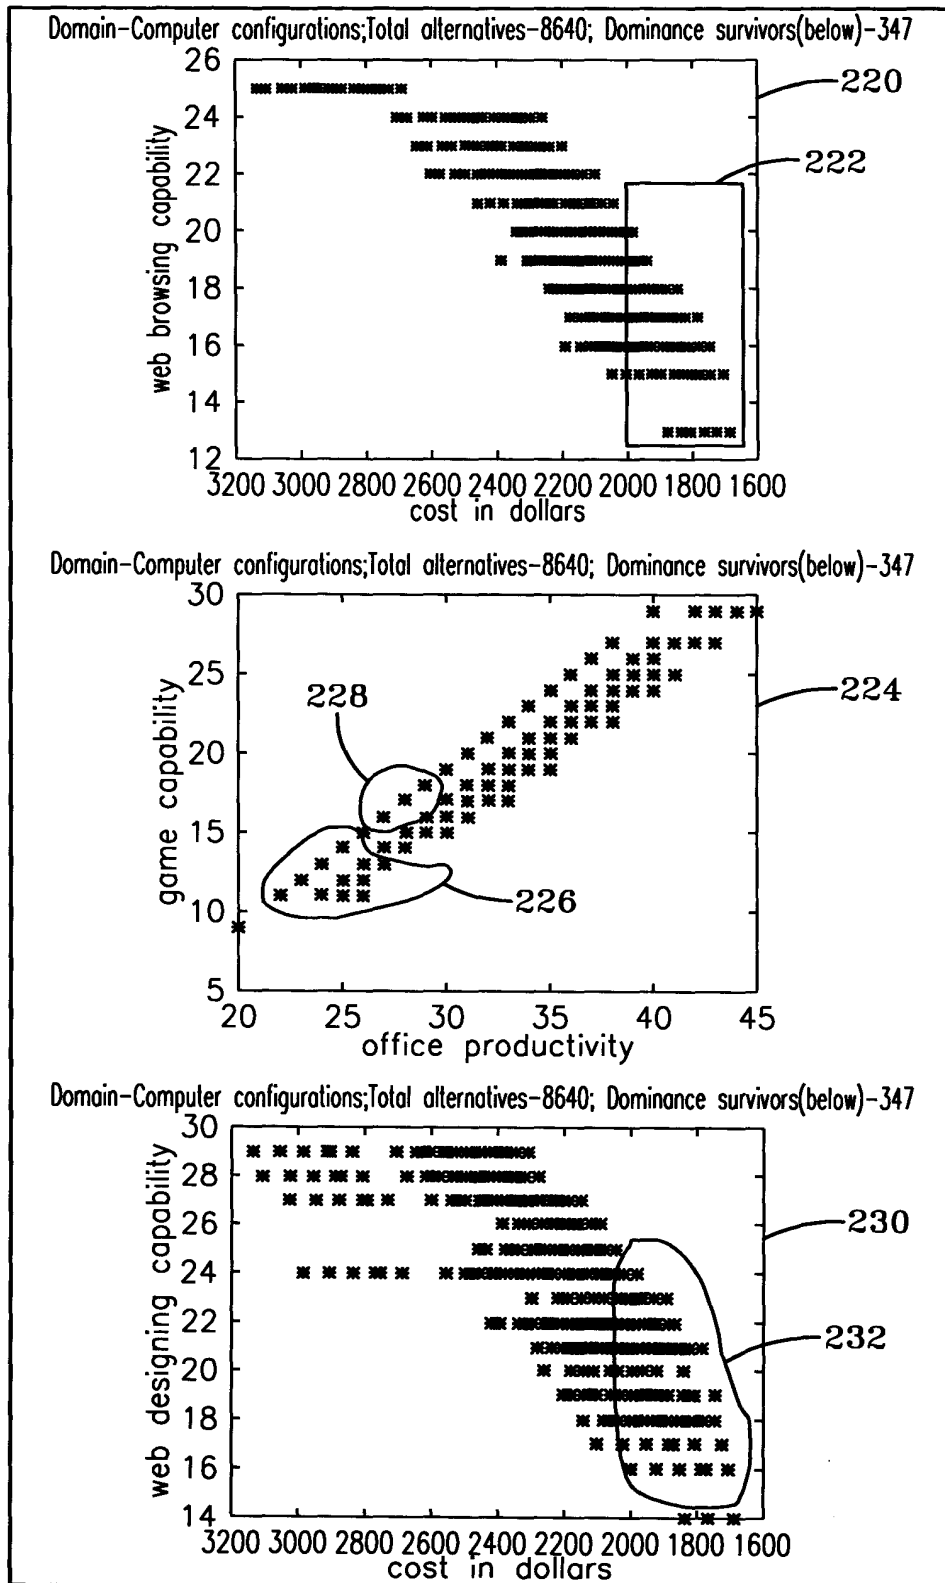 Domain-Computer configurations;Total alternatives-8640; Dominance survivors(below)-347
26
24
22
20
18
16
14
12
web browsing capability
220
222
3200 3000 2800 2600 2400 2200 2000 1800 1600
cost in dollars
Domain-Computer configurations;Total alternatives-8640; Dominance survivors(below)-347
30
25
20
15
10
5
game capability
228
224
226
20 25 30 35 40 45
office productivity
Domain-Computer configurations;Total alternatives-8640; Dominance survivors(below)-347
30
28
26
24
22
20
18
16
14
web designing capability
230
232
3200 3000 2800 2600 2400 2200 2000 1800 1600
cost in dollars